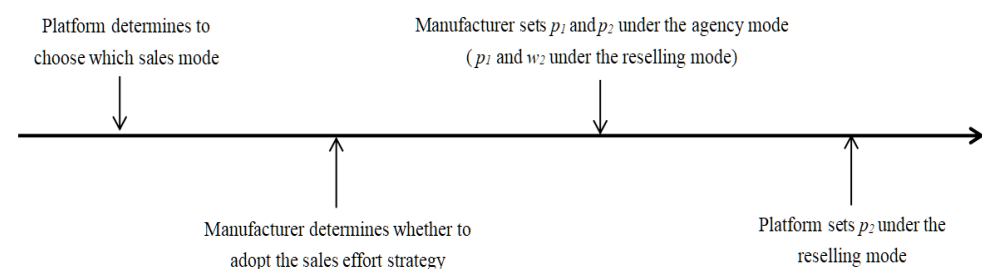 Platform determines to
choose which sales mode
Manufacturer sets p1 and p2 under the agency mode
( p1 and w2 under the reselling mode)
Manufacturer determines whether to
adopt the sales effort strategy
Platform sets p2 under the
reselling mode